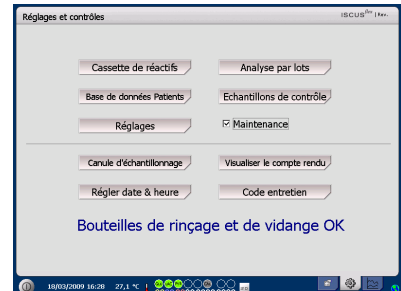 Réglages et contrôles
ISCUSflex | Rev.
Cassette de réactifs
Analyse par lots
Base de données Patients
Echantillons de contrôle
Réglages
Maintenance
Canule d'échantillonnage
Visualiser le compte rendu
Régler date & heure
Code entretien
Bouteilles de rinçage et de vidange OK
18/03/2009 16:28 27,1 °C